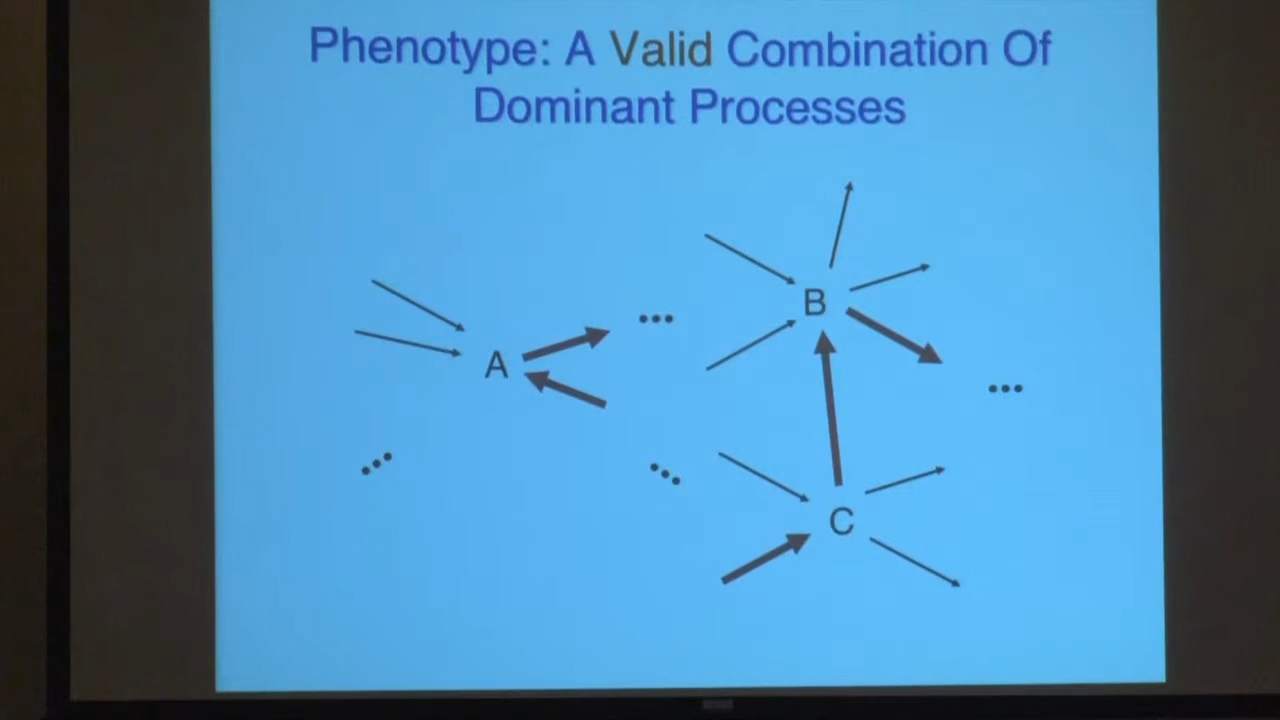 Phenotype: A Valid Combination Of
Dominant Processes
B
...
A
...
...
...
C